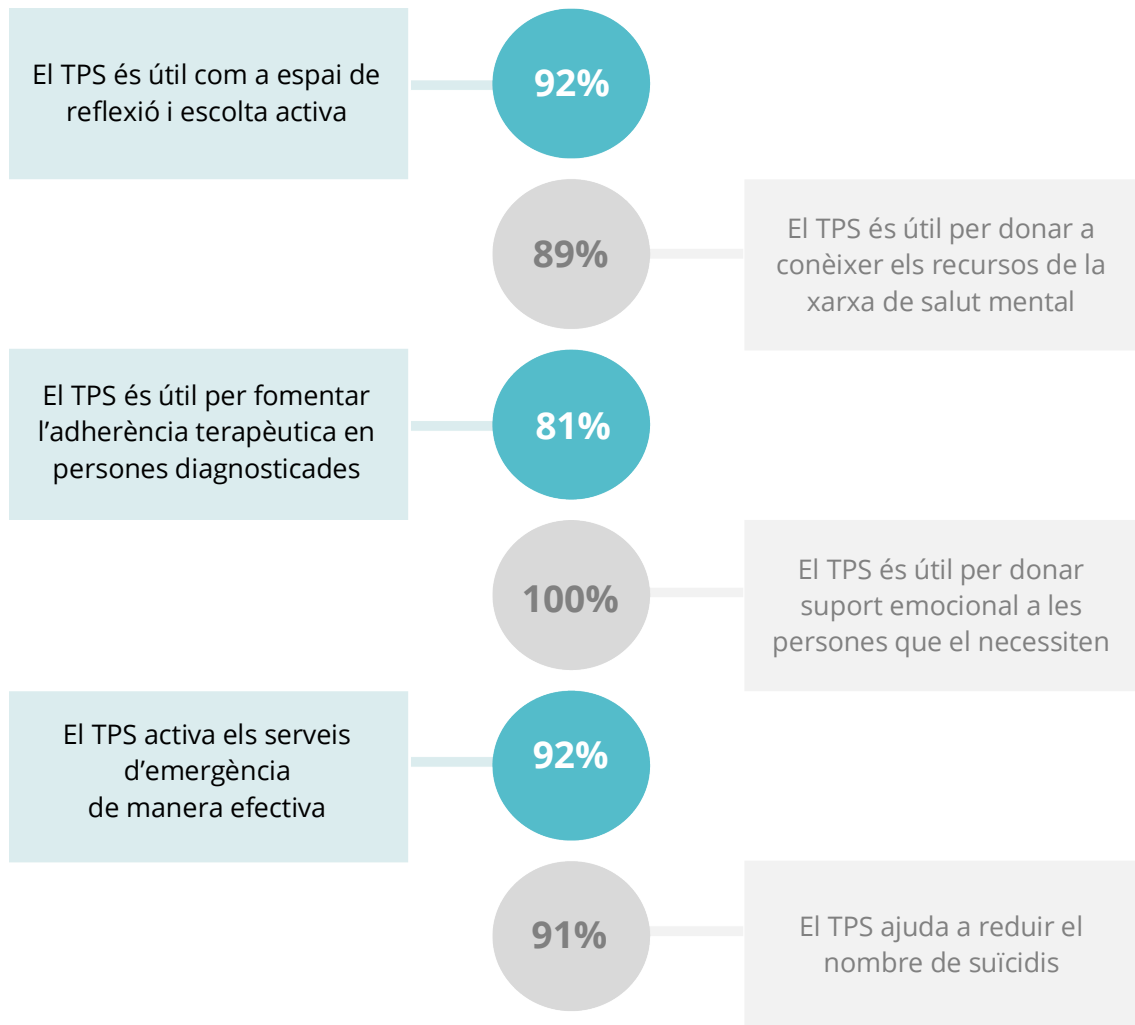 El TPS és útil com a espai de
reflexió i escolta activa
92%
89%
El TPS és útil per donar a
conèixer els recursos de la
xarxa de salut mental
El TPS és útil per fomentar
l’adherència terapèutica en
persones diagnosticades
81%
100%
El TPS és útil per donar
suport emocional a les
persones que el necessiten
El TPS activa els serveis
d’emergència
de manera efectiva
92%
91%
El TPS ajuda a reduir el
nombre de suïcidis